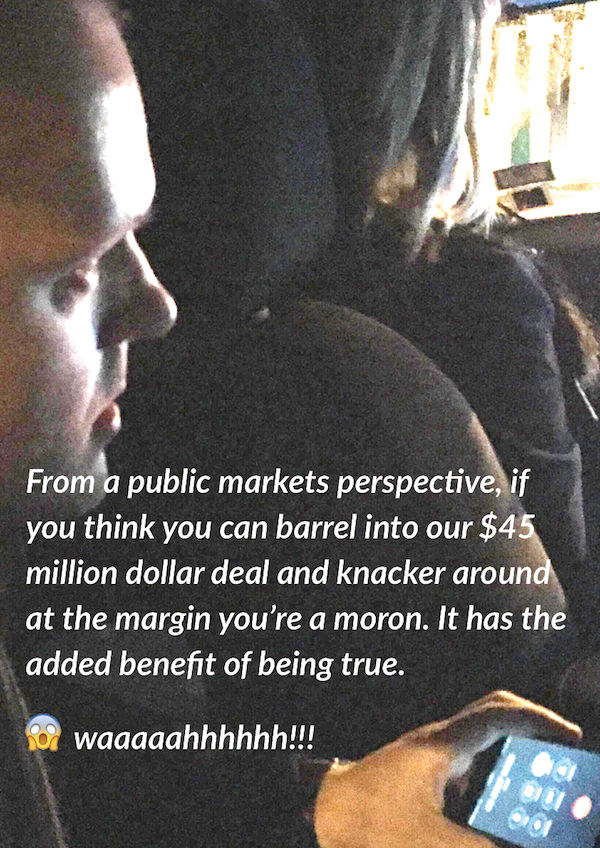 From a public markets perspective, if
you think you can barrel into our $45
million dollar deal and knacker around
at the margin you’re a moron. It has the
added benefit of being true.
😱 waaaaahhhhhh!!!